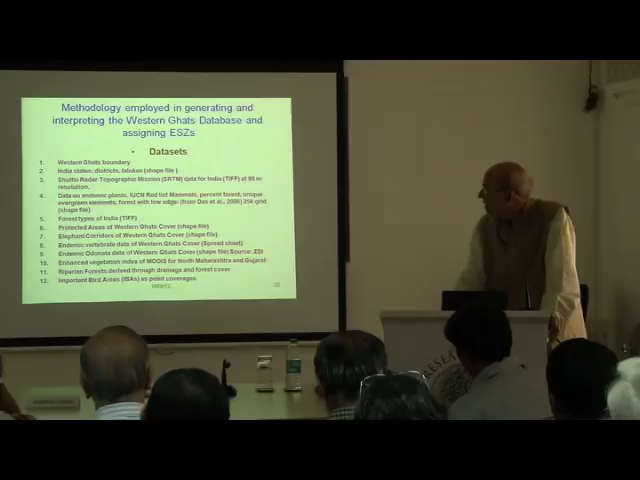 Methodology employed in generating and
interpreting the Western Ghats Database and
assigning ESZs
• Datasets
1. Western Ghats boundary
2. India states, districts, talukas (shape file )
3. Shuttle Radar Topographic Mission (SRTM) data for India (TIFF) at 90 m
resolution.
4. Data on endemic plants, IUCN Red list Mammals, percent forest, unique
evergreen elements, forest with low edge: (from Das et al., 2006) 25k grid
(shape file)
5. Forest types of India (TIFF)
6. Protected Areas of Western Ghats Cover (shape file)
7. Elephant Corridors of Western Ghats Cover (shape file)
8. Endemic vertebrate data of Western Ghats Cover (Spread sheet)
9. Endemic Odonata data of Western Ghats Cover (shape file) Source: ZSI
10. Enhanced vegetation index of MODIS for North Maharashtra and Gujarat
11. Riparian Forests derived through drainage and forest cover
12. Important Bird Areas (IBAs) as point coverages.